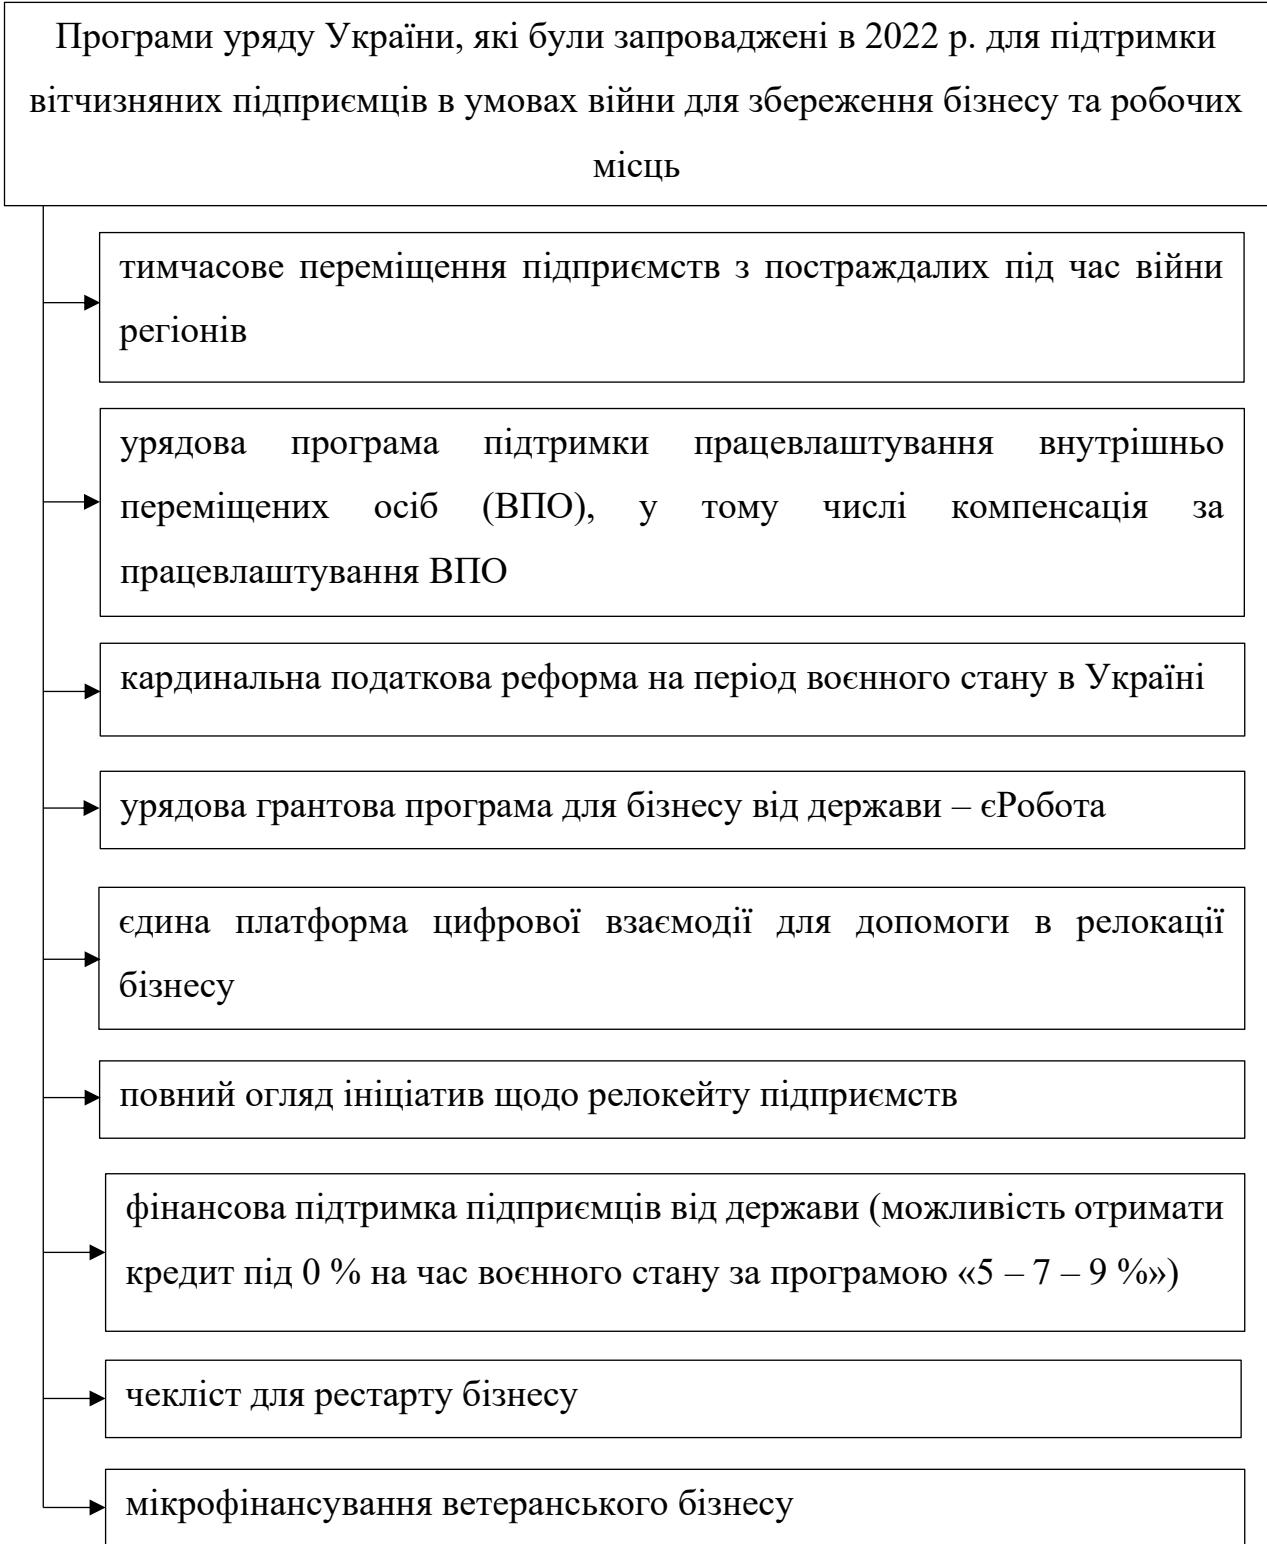 Програми уряду України, які були запроваджені в 2022 р. для підтримки
вітчизняних підприємців в умовах війни для збереження бізнесу та робочих
місць
тимчасове переміщення підприємств з постраждалих під час війни
регіонів
урядова програма підтримки працевлаштування внутрішньо
переміщених осіб (ВПО), у тому числі компенсація за
працевлаштування ВПО
кардинальна податкова реформа на період воєнного стану в Україні
урядова грантова програма для бізнесу від держави – єРобота
єдина платформа цифрової взаємодії для допомоги в релокації
бізнесу
повний огляд ініціатив щодо релокейту підприємств
фінансова підтримка підприємців від держави (можливість отримати
кредит під 0 % на час воєнного стану за програмою «5 – 7 – 9 %»)
чекліст для рестарту бізнесу
мікрофінансування ветеранського бізнесу